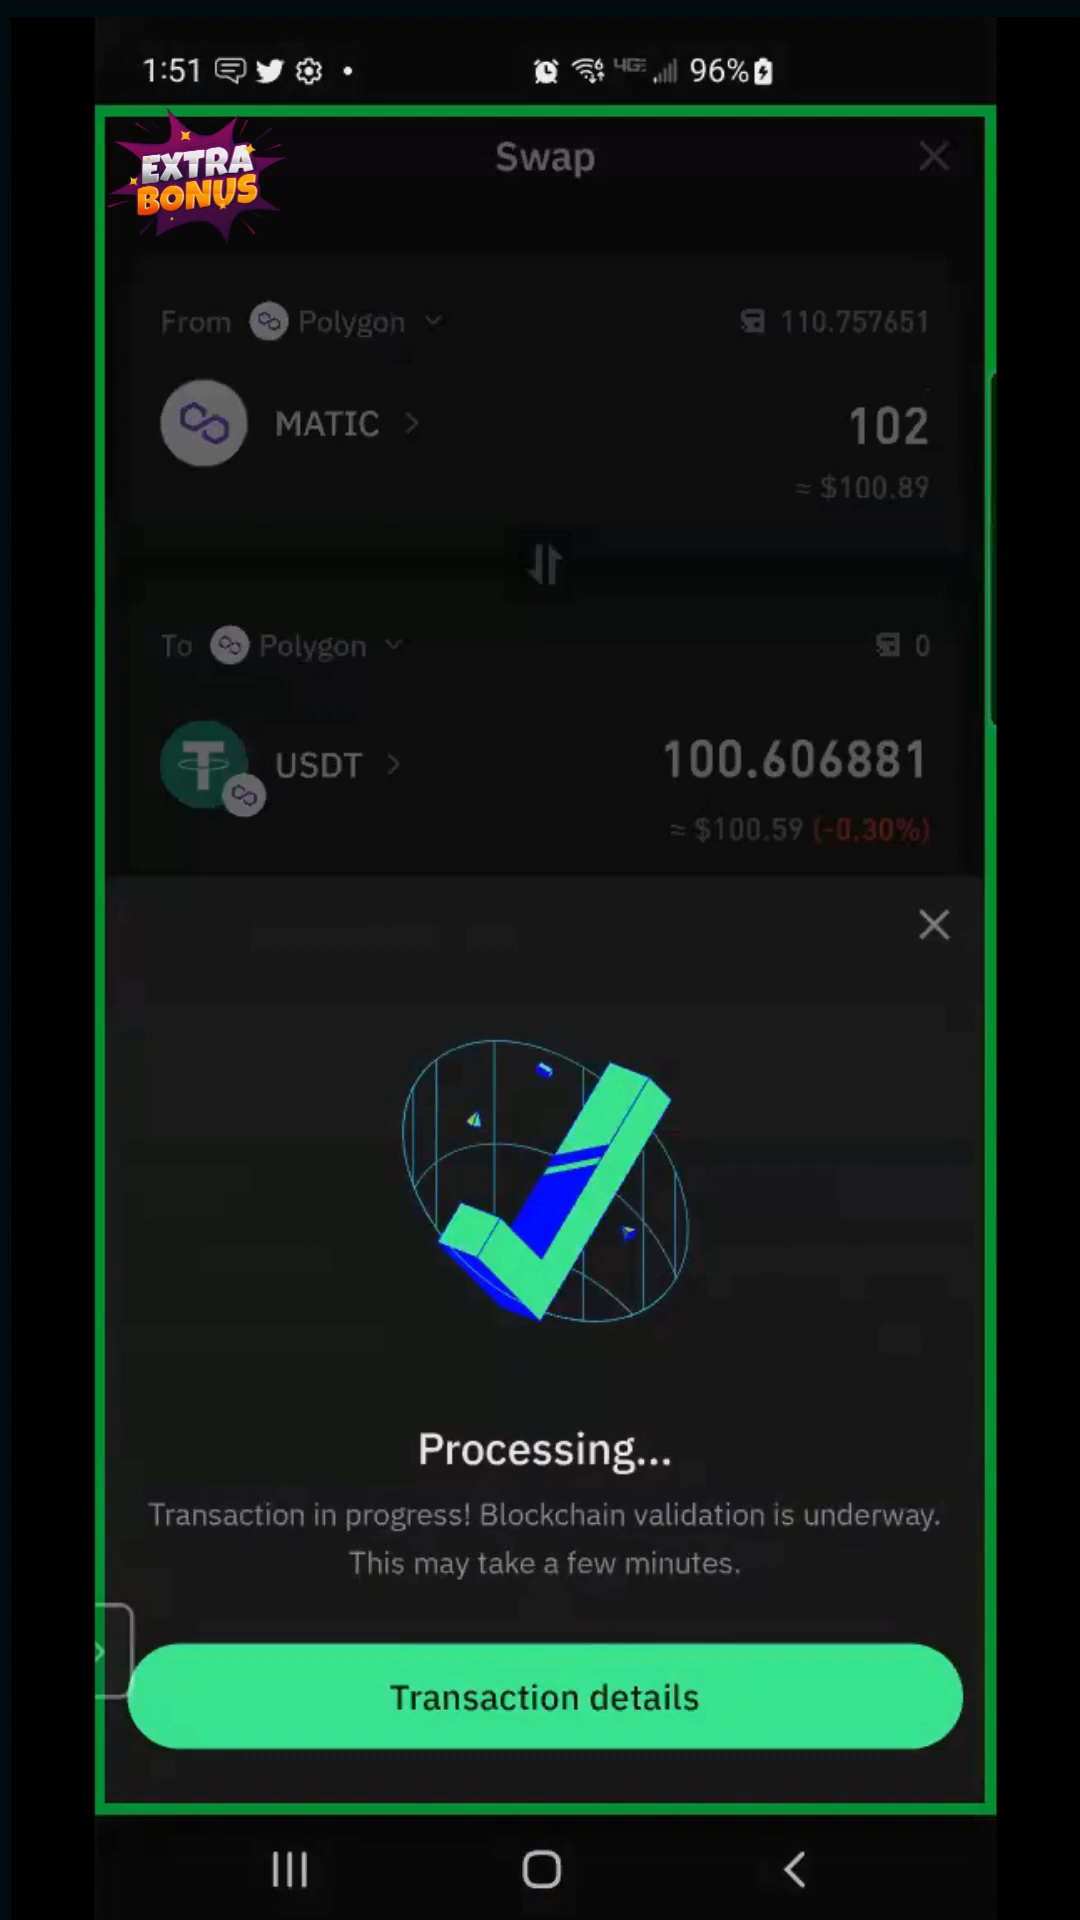 1:51 4GE 96%
EXTRA
BONUS
Swap
From Polygon 110.757651
MATIC 102
≈ $100.89
To Polygon 0
USDT 100.606881
≈ $100.59 (-0.30%)
Processing...
Transaction in progress! Blockchain validation is underway.
This may take a few minutes.
Transaction details